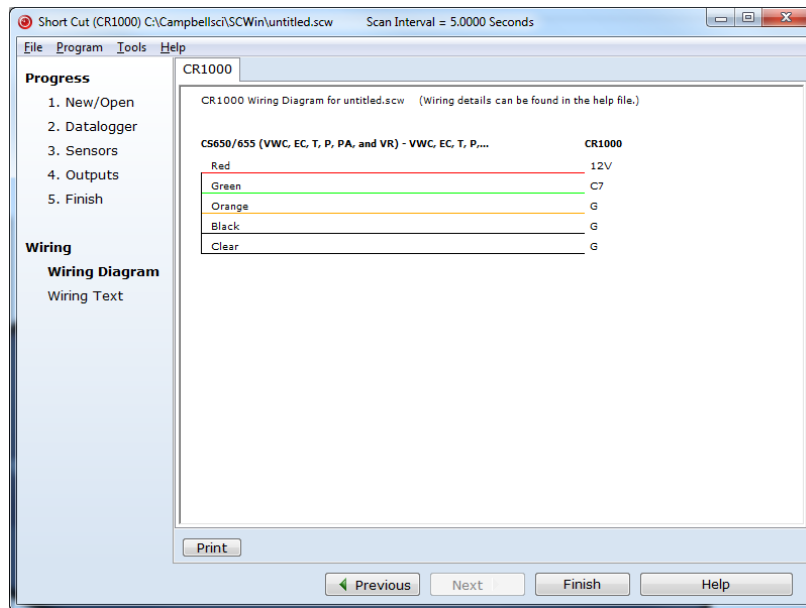 Short Cut (CR1000) C:\Campbellsci\SCWin\untitled.scw Scan Interval = 5.0000 Seconds
File Program Tools Help
Progress
1. New/Open
2. Datalogger
3. Sensors
4. Outputs
5. Finish
Wiring
Wiring Diagram
Wiring Text
CR1000
CR1000 Wiring Diagram for untitled.scw (Wiring details can be found in the help file.)
CS650/655 (VWC, EC, T, P, PA, and VR) - VWC, EC, T, P,... CR1000
Red 12V
Green C7
Orange G
Black G
Clear G
Print
Previous Next Finish Help